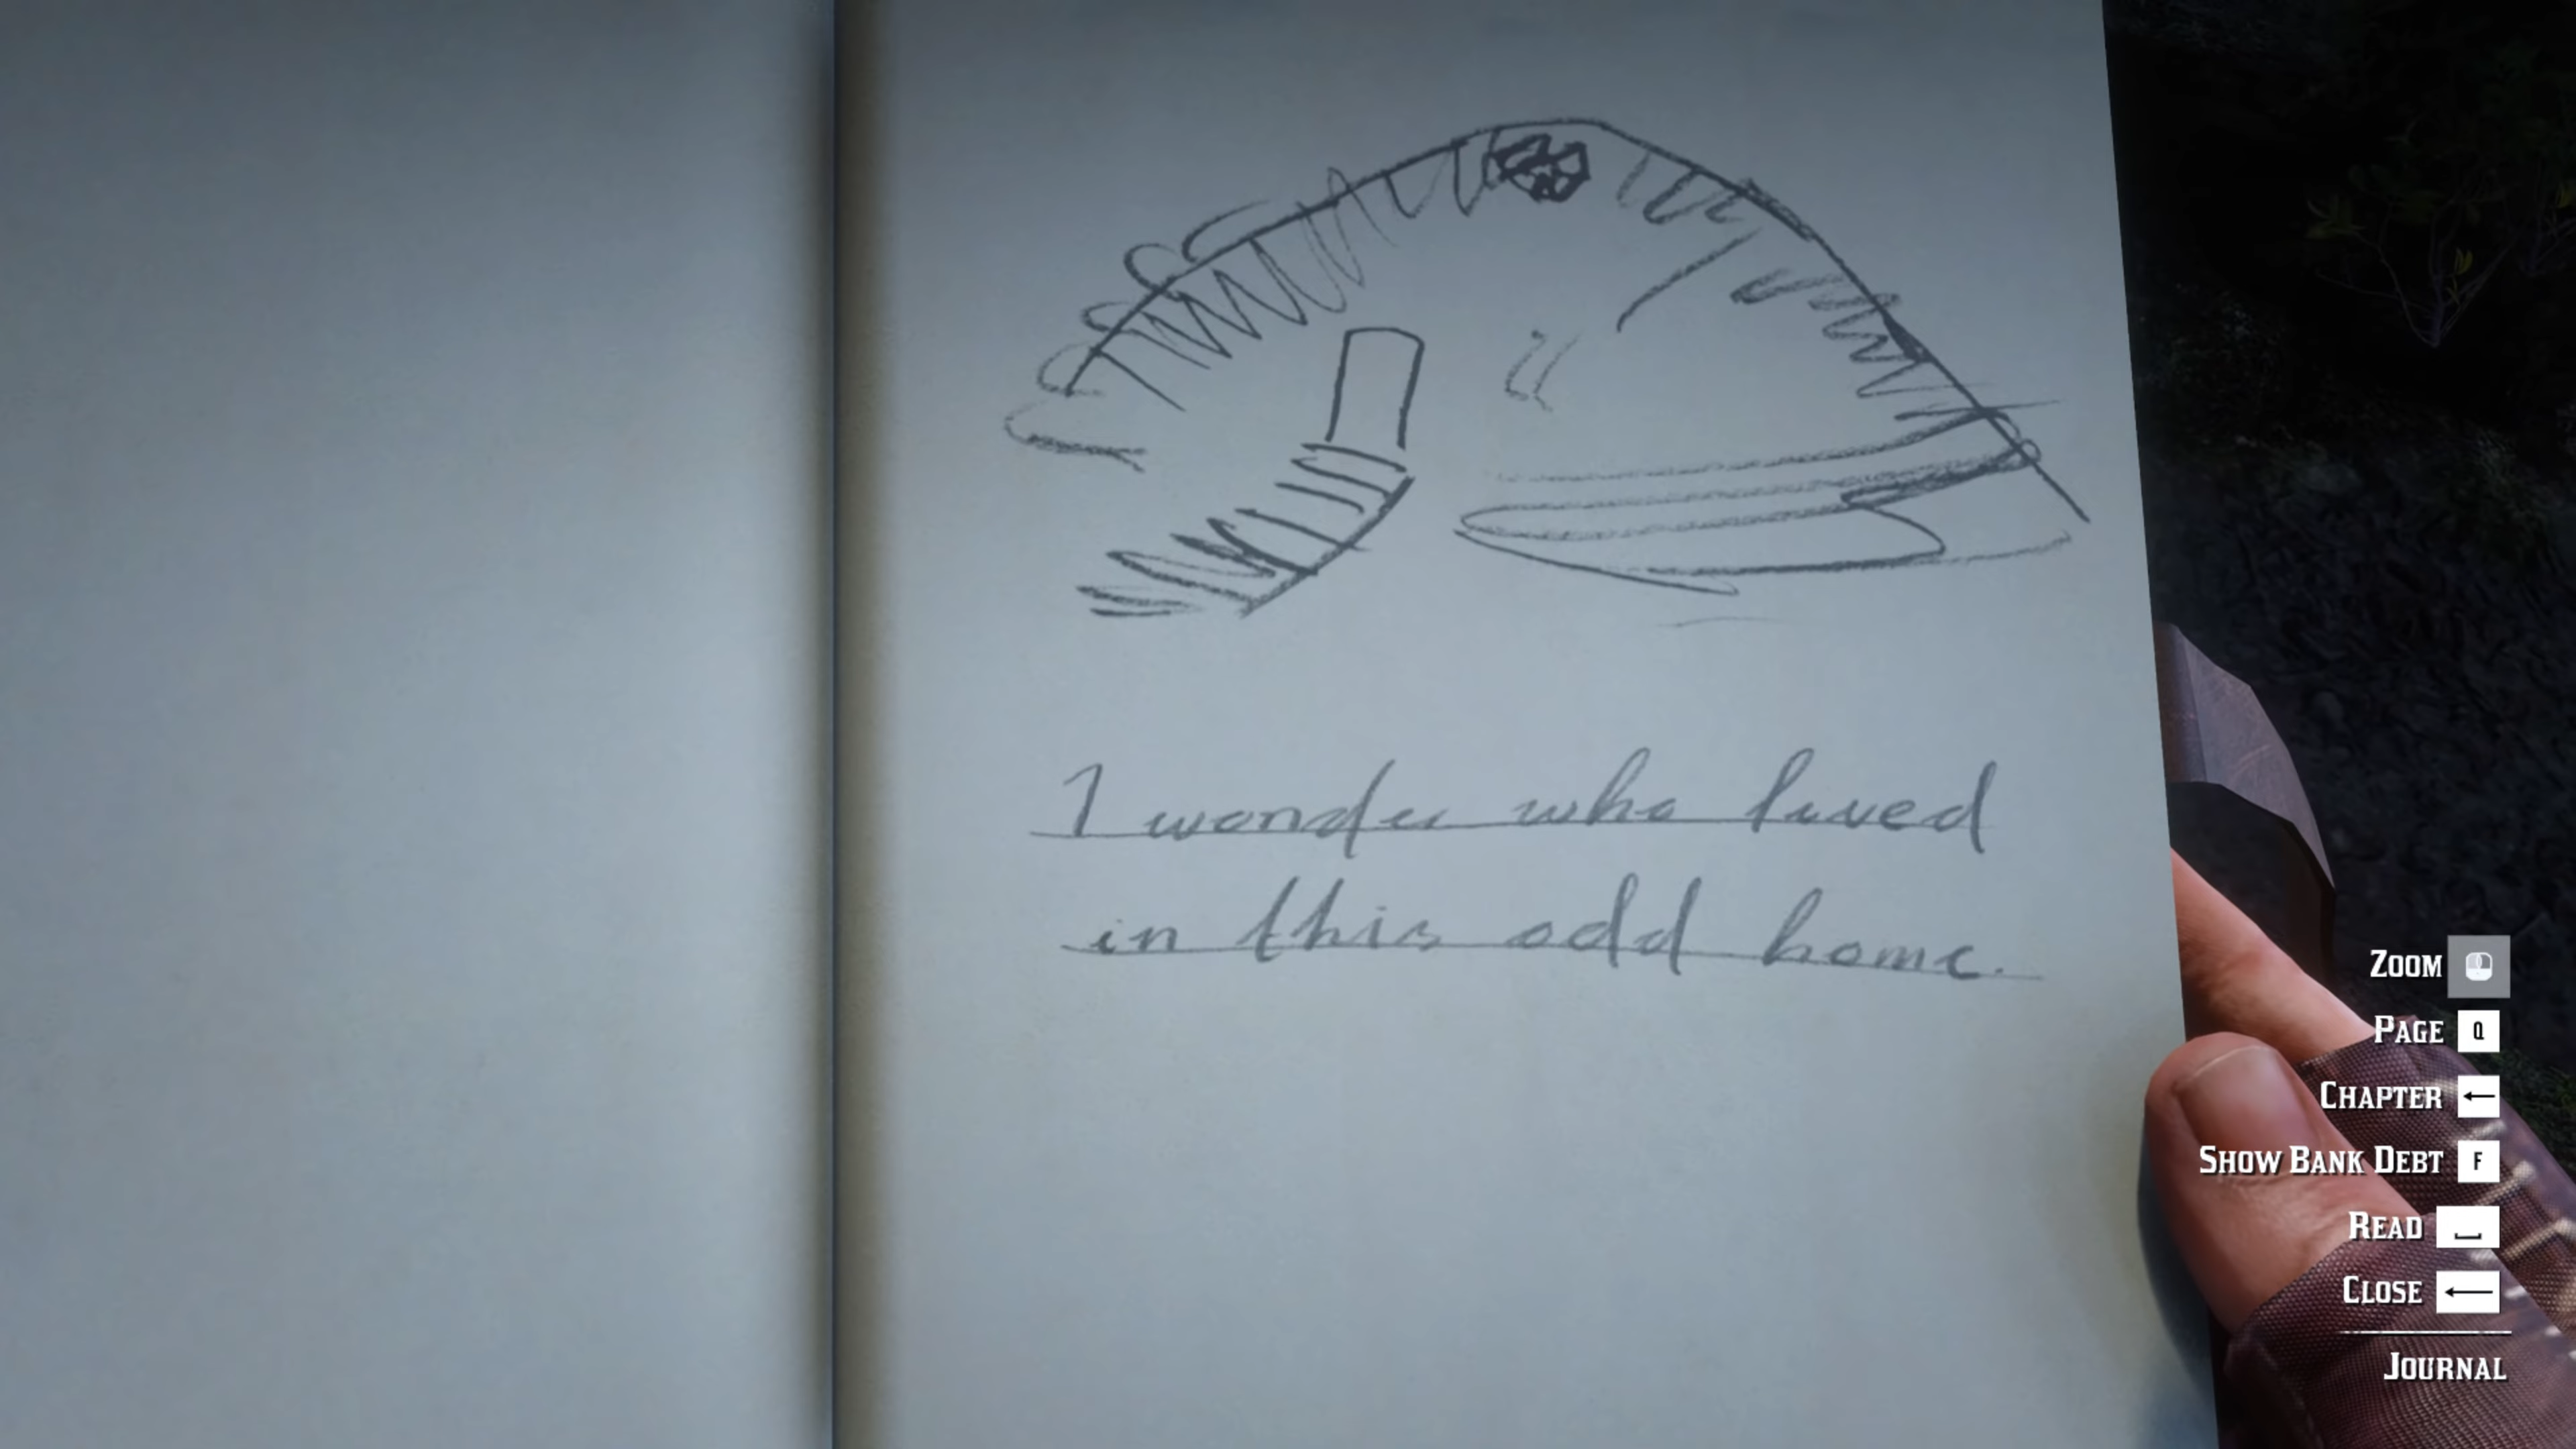 I wonder who lived
in this odd home.
ZOOM
PAGE Q
CHAPTER
SHOW BANK DEBT F
READ
CLOSE
JOURNAL